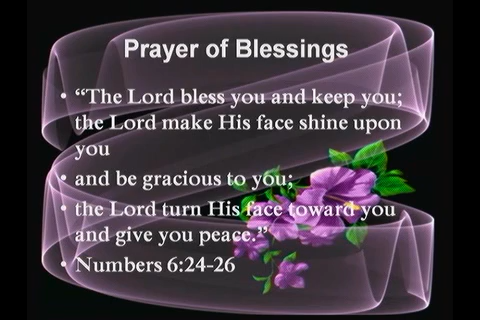 Prayer of Blessings
• “The Lord bless you and keep you;
the Lord make His face shine upon
you
• and be gracious to you;
• the Lord turn His face toward you
and give you peace.”
• Numbers 6:24-26